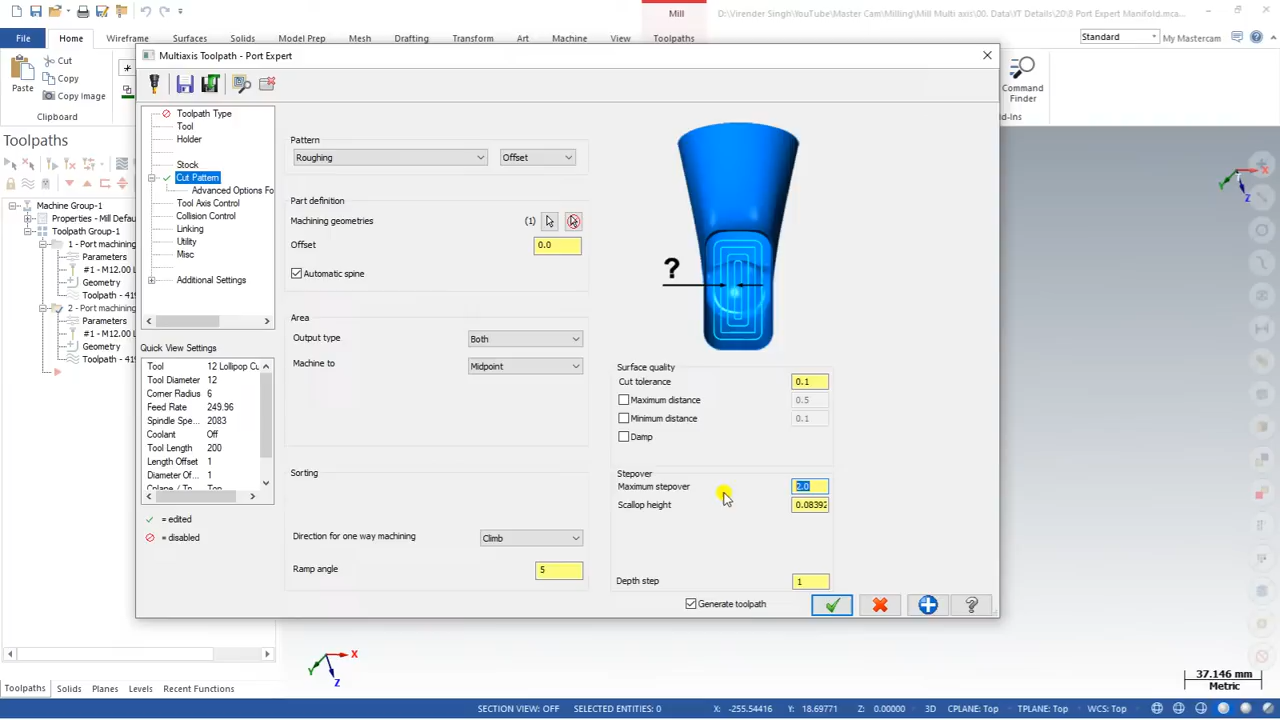 Mill
D:\Virender Singh\YouTube\Master Cam\Milling\Mill Multi axis\00. Data\YT Details\20\8 Port Expert Manifold.mca...
File
Home
Wireframe
Surfaces
Solids
Model Prep
Mesh
Drafting
Transform
Art
Machine
View
Toolpaths
Standard
My Mastercam
Paste
Cut
Copy
Copy Image
Clipboard
Command
Finder
d-Ins
Multiaxis Toolpath - Port Expert
Toolpaths
Machine Group-1
Properties - Mill Defau
Toolpath Group-1
1 - Port machining
Parameters
#1 - M12.00 L
Geometry
Toolpath - 419
2 - Port machining
Parameters
#1 - M12.00 L
Geometry
Toolpath - 419
Toolpath Type
Tool
Holder
Stock
Cut Pattern
Advanced Options Fo
Tool Axis Control
Collision Control
Linking
Utility
Misc
Additional Settings
Quick View Settings
Tool 12 Lollipop Cu
Tool Diameter 12
Corner Radius 6
Feed Rate 249.96
Spindle Spe... 2083
Coolant Off
Tool Length 200
Length Offset 1
Diameter Of... 1
Cplane / Tp... Top
= edited
= disabled
Pattern
Roughing
Offset
Part definition
Machining geometries (1)
Offset 0.0
Automatic spine
Area
Output type Both
Machine to Midpoint
Sorting
Direction for one way machining Climb
Ramp angle 5
?
Surface quality
Cut tolerance 0.1
Maximum distance 0.5
Minimum distance 0.1
Damp
Stepover
Maximum stepover 2.0
Scallop height 0.08392
Depth step 1
Generate toolpath
X
Y
Z
X
Y
Z
37.146 mm
Metric
Toolpaths
Solids
Planes
Levels
Recent Functions
SECTION VIEW: OFF
SELECTED ENTITIES: 0
X: -255.54416
Y: 18.69771
Z: 0.00000
3D
CPLANE: Top
TPLANE: Top
WCS: Top